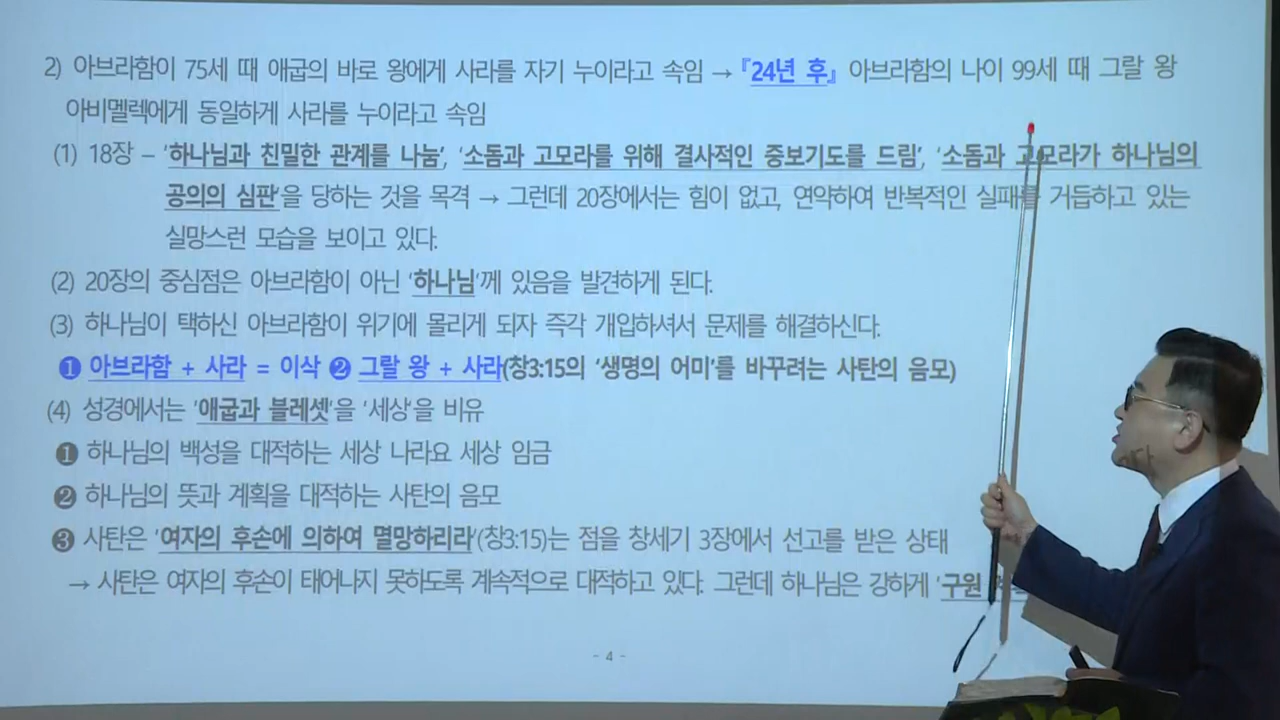 2) 아브라함이 75세 때 애굽의 바로 왕에게 사라를 자기 누이라고 속임 → 『24년 후』 아브라함의 나이 99세 때 그랄 왕
아비멜렉에게 동일하게 사라를 누이라고 속임
(1) 18장 – '하나님과 친밀한 관계를 나눔', '소돔과 고모라를 위해 결사적인 중보기도를 드림', '소돔과 고모라가 하나님의
공의의 심판'을 당하는 것을 목격 → 그런데 20장에서는 힘이 없고, 연약하여 반복적인 실패를 거듭하고 있는
실망스런 모습을 보이고 있다.
(2) 20장의 중심점은 아브라함이 아닌 '하나님'께 있음을 발견하게 된다.
(3) 하나님이 택하신 아브라함이 위기에 몰리게 되자 즉각 개입하셔서 문제를 해결하신다.
❶ 아브라함 + 사라 = 이삭 ❷ 그랄 왕 + 사라(창3:15의 '생명의 어미'를 바꾸려는 사탄의 음모)
(4) 성경에서는 '애굽과 블레셋'을 '세상'을 비유
❶ 하나님의 백성을 대적하는 세상 나라요 세상 임금
❷ 하나님의 뜻과 계획을 대적하는 사탄의 음모
❸ 사탄은 '여자의 후손에 의하여 멸망하리라'(창3:15)는 점을 창세기 3장에서 선고를 받은 상태
→ 사탄은 여자의 후손이 태어나지 못하도록 계속적으로 대적하고 있다. 그런데 하나님은 강하게 '구원
- 4 -